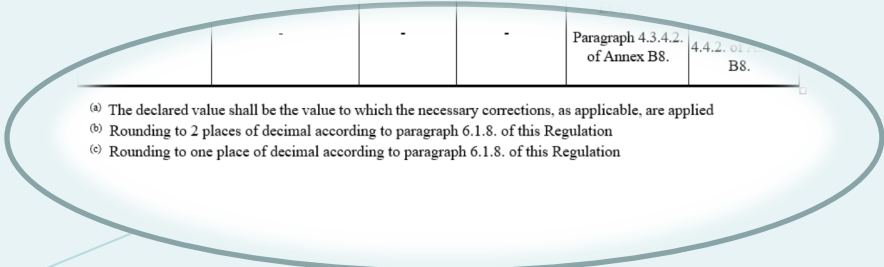 - - - Paragraph 4.3.4.2. 4.4.2.
of Annex B8. B8.
(a) The declared value shall be the value to which the necessary corrections, as applicable, are applied
(b) Rounding to 2 places of decimal according to paragraph 6.1.8. of this Regulation
(c) Rounding to one place of decimal according to paragraph 6.1.8. of this Regulation